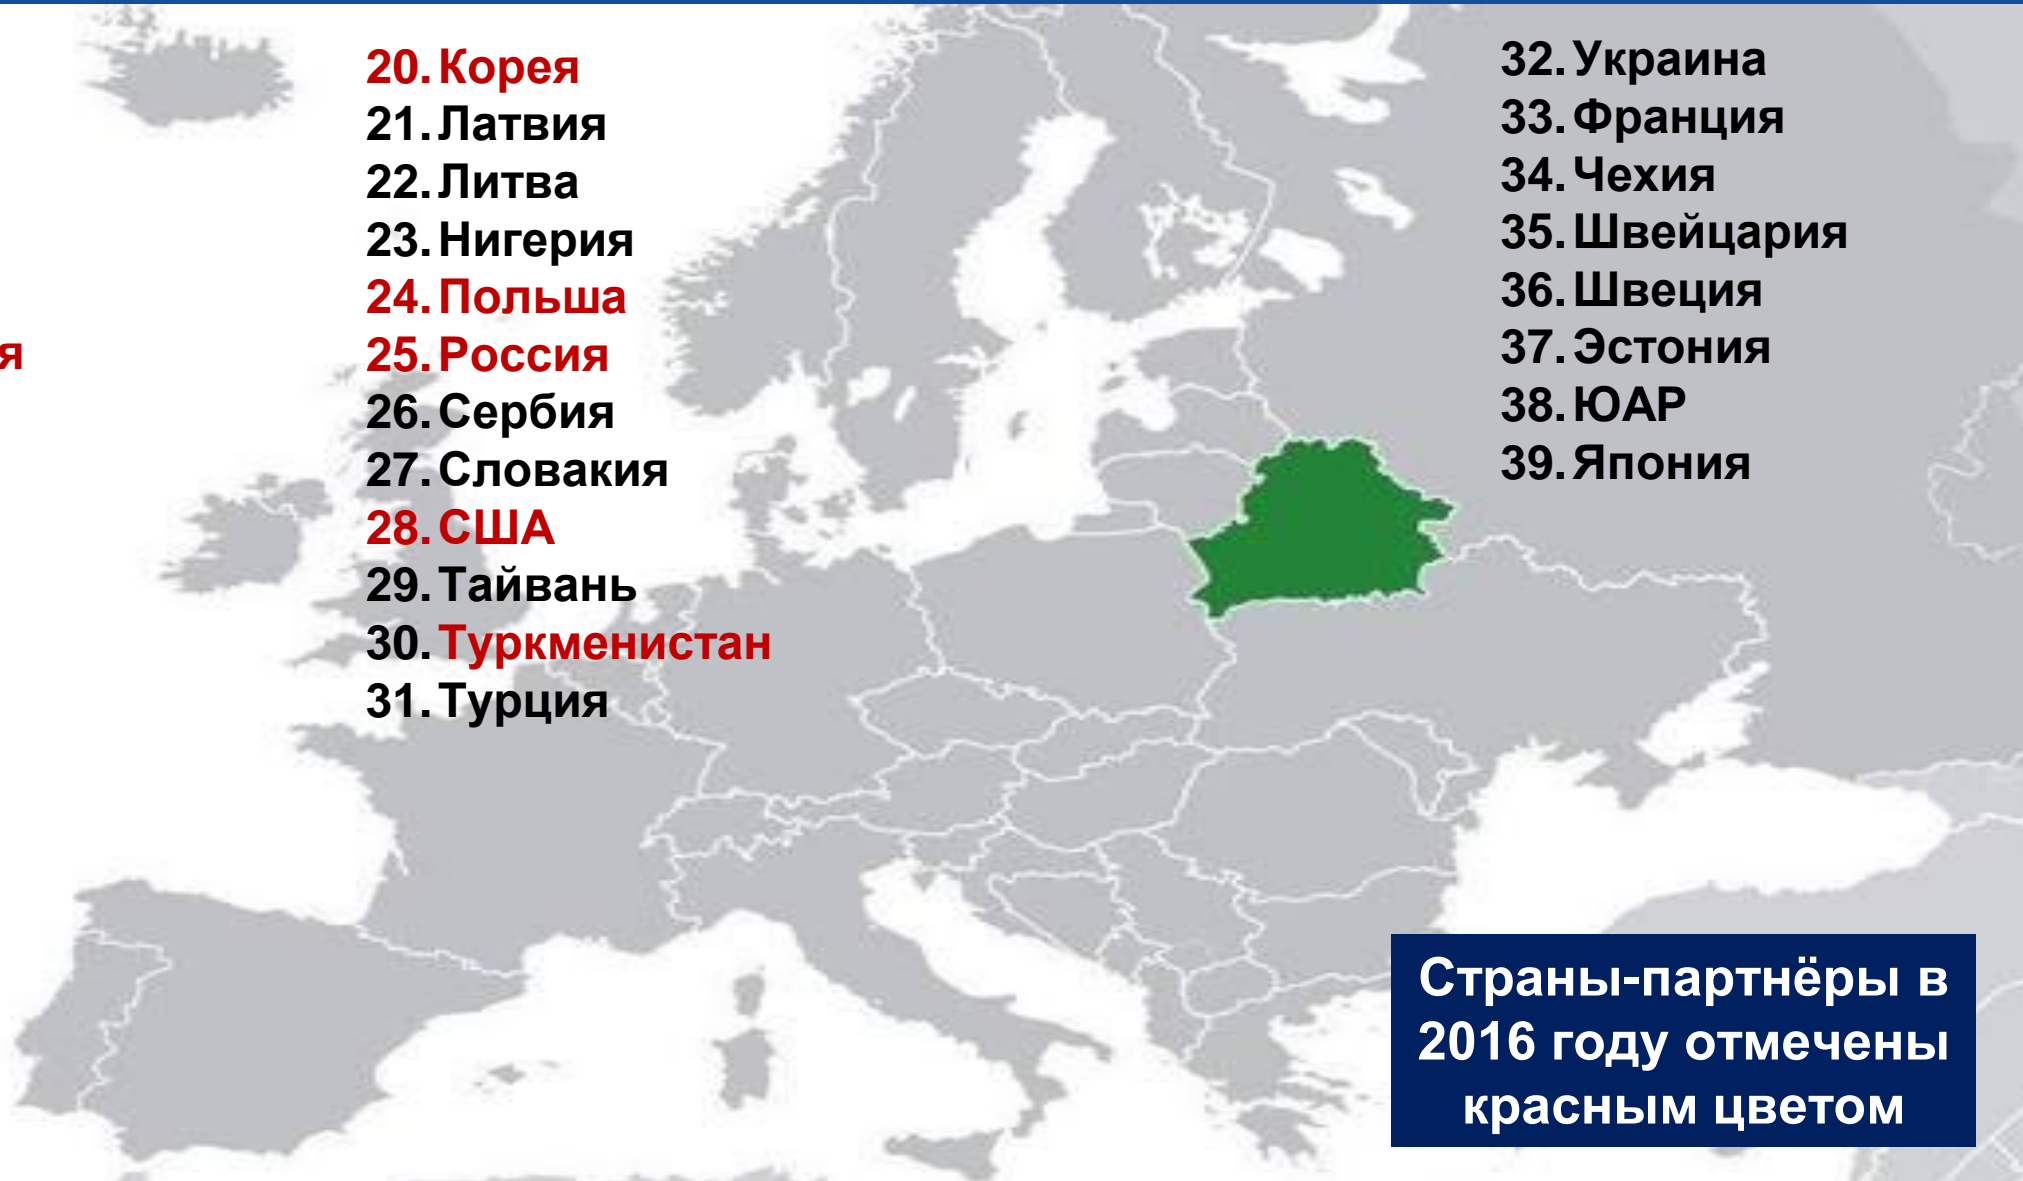 я
20. Корея
21. Латвия
22. Литва
23. Нигерия
24. Польша
25. Россия
26. Сербия
27. Словакия
28. США
29. Тайвань
30. Туркменистан
31. Турция
32. Украина
33. Франция
34. Чехия
35. Швейцария
36. Швеция
37. Эстония
38. ЮАР
39. Япония
Страны-партнёры в
2016 году отмечены
красным цветом